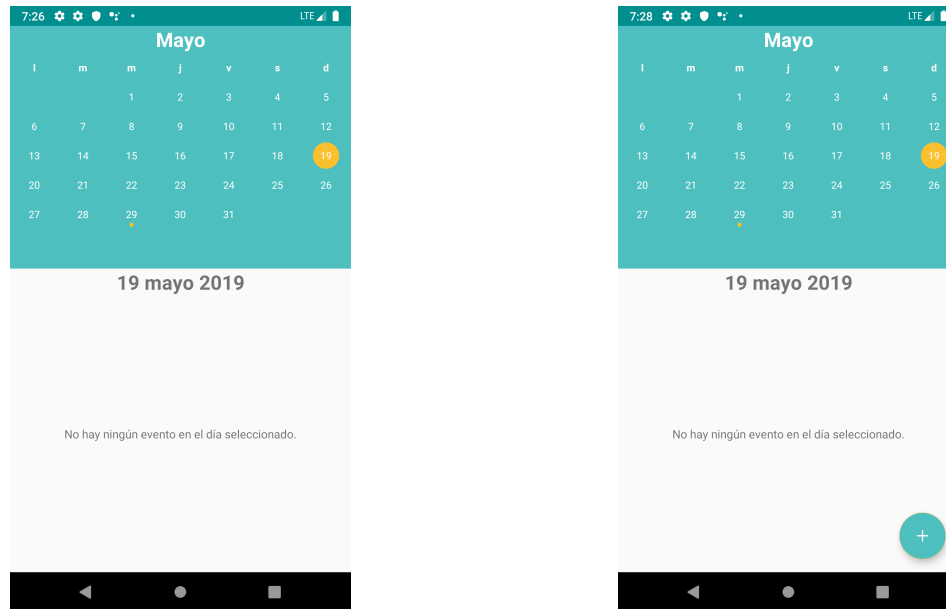 7:26 LTE
Mayo
l m m j v s d
1 2 3 4 5
6 7 8 9 10 11 12
13 14 15 16 17 18 19
20 21 22 23 24 25 26
27 28 29 30 31
19 mayo 2019
No hay ningún evento en el día seleccionado.
7:28 LTE
Mayo
l m m j v s d
1 2 3 4 5
6 7 8 9 10 11 12
13 14 15 16 17 18 19
20 21 22 23 24 25 26
27 28 29 30 31
19 mayo 2019
No hay ningún evento en el día seleccionado.
+